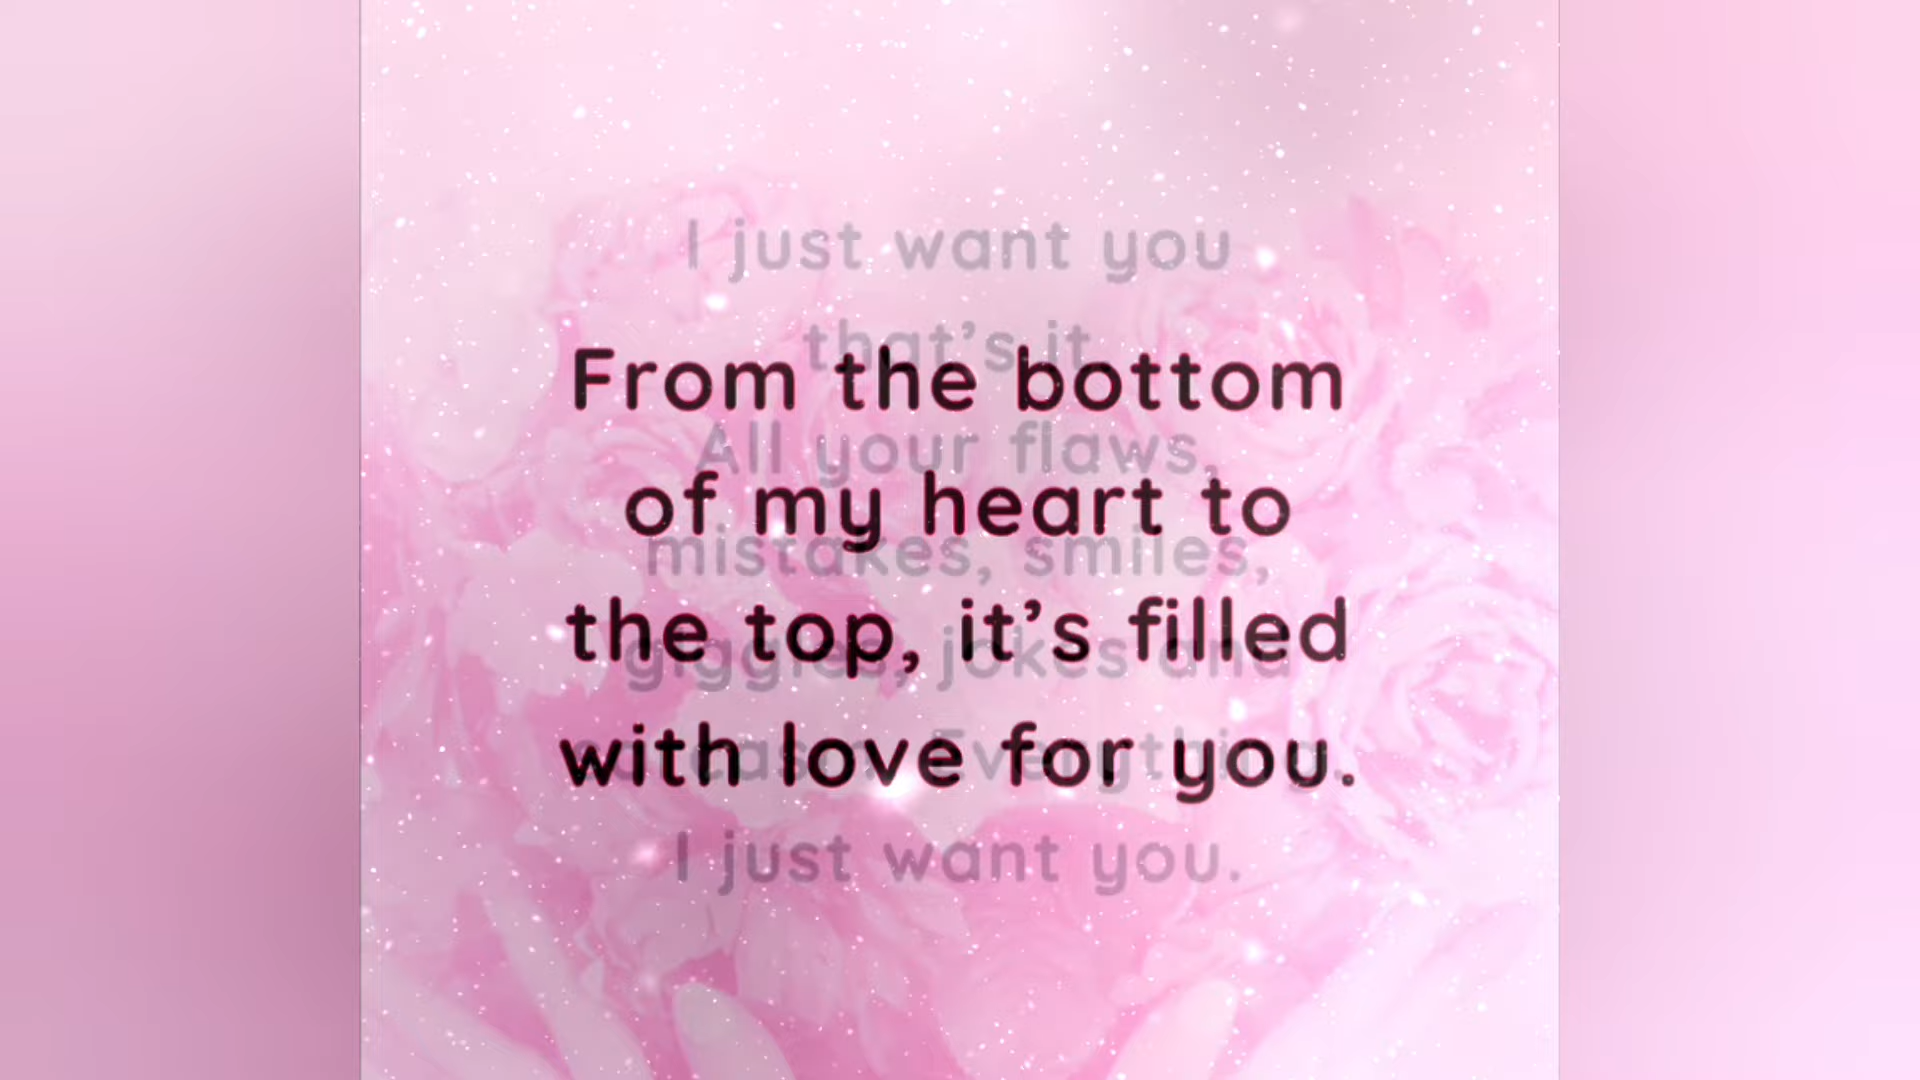 I just want you
that's it
All your flaws,
mistakes, smiles,
giggles, jokes and
Everything.
I just want you.
From the bottom
of my heart to
the top, it's filled
with love for you.